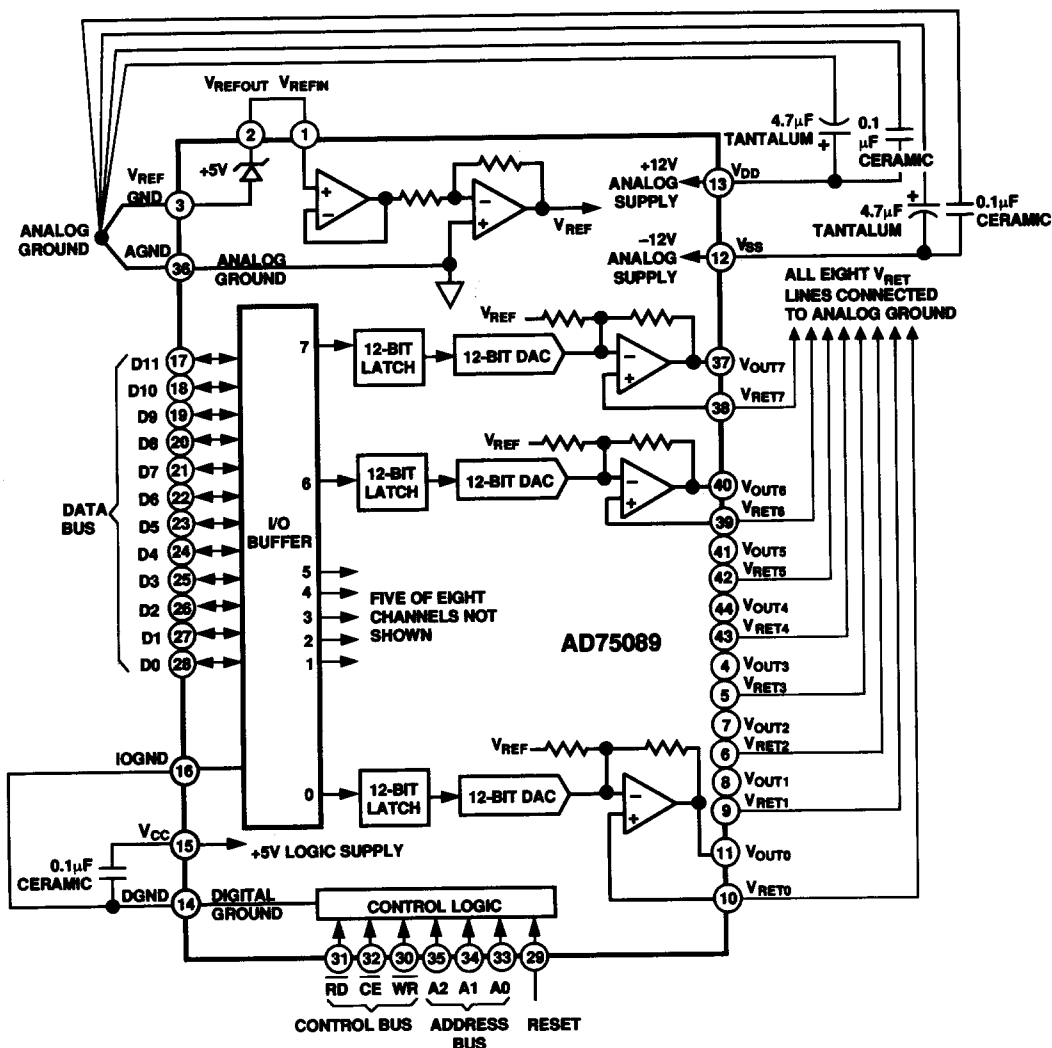 VREFOUT VREFIN
2 1
+5V
VREF
GND
3
ANALOG
GROUND
AGND
36
ANALOG
GROUND
VREF
4.7µF
TANTALUM
+
0.1
µF
CERAMIC
+12V
ANALOG
SUPPLY
13
VDD
+
4.7µF
TANTALUM
0.1µF
CERAMIC
-12V
ANALOG
SUPPLY
12
VSS
ALL EIGHT VRET
LINES CONNECTED
TO ANALOG GROUND
DATA
BUS
D11 17
D10 18
D9 19
D8 20
D7 21
D6 22
D5 23
D4 24
D3 25
D2 26
D1 27
D0 28
I/O
BUFFER
7
12-BIT
LATCH
12-BIT DAC
VREF
- +
37 VOUT7
38 VRET7
6
12-BIT
LATCH
12-BIT DAC
VREF
- +
40 VOUT6
39 VRET6
41 VOUT5
42 VRET5
44 VOUT4
43 VRET4
4 VOUT3
5 VRET3
7 VOUT2
6 VRET2
8 VOUT1
9 VRET1
5
4
3
2
1
FIVE OF EIGHT
CHANNELS NOT
SHOWN
AD75089
0
12-BIT
LATCH
12-BIT DAC
VREF
- +
11 VOUT0
10 VRET0
IOGND
16
VCC
15
+5V LOGIC SUPPLY
0.1µF
CERAMIC
DGND
14
DIGITAL
GROUND
CONTROL LOGIC
31 32 30 35 34 33 29
RD CE WR A2 A1 A0
CONTROL BUS
ADDRESS
BUS
RESET